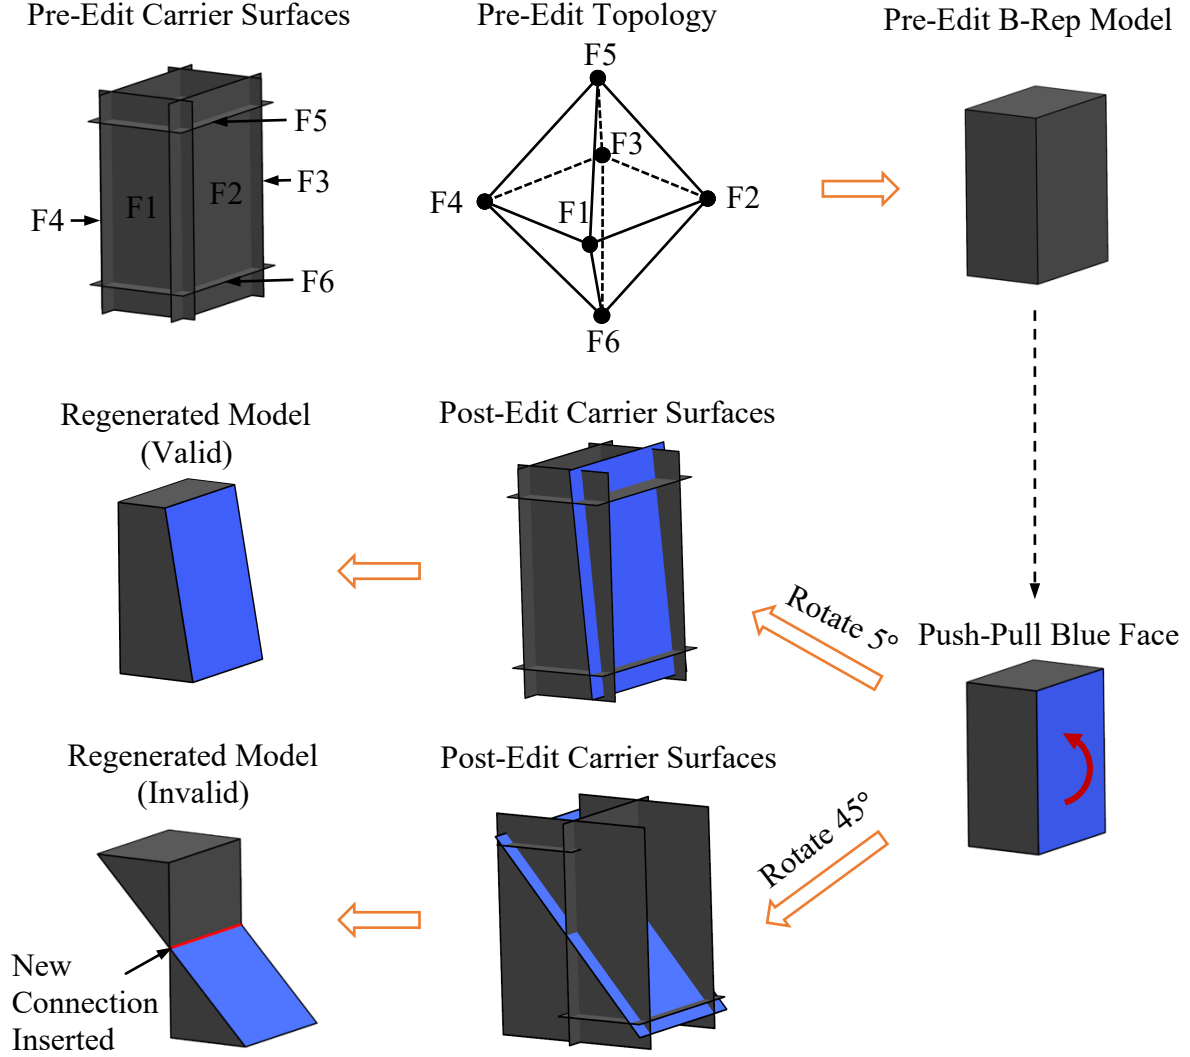 Pre-Edit Carrier Surfaces
Pre-Edit Topology
Pre-Edit B-Rep Model
F5
F3
F1
F2
F4
F6
F5
F3
F4
F1
F2
F6
Regenerated Model
(Valid)
Post-Edit Carrier Surfaces
Rotate 5°
Push-Pull Blue Face
Regenerated Model
(Invalid)
Post-Edit Carrier Surfaces
Rotate 45°
New
Connection
Inserted